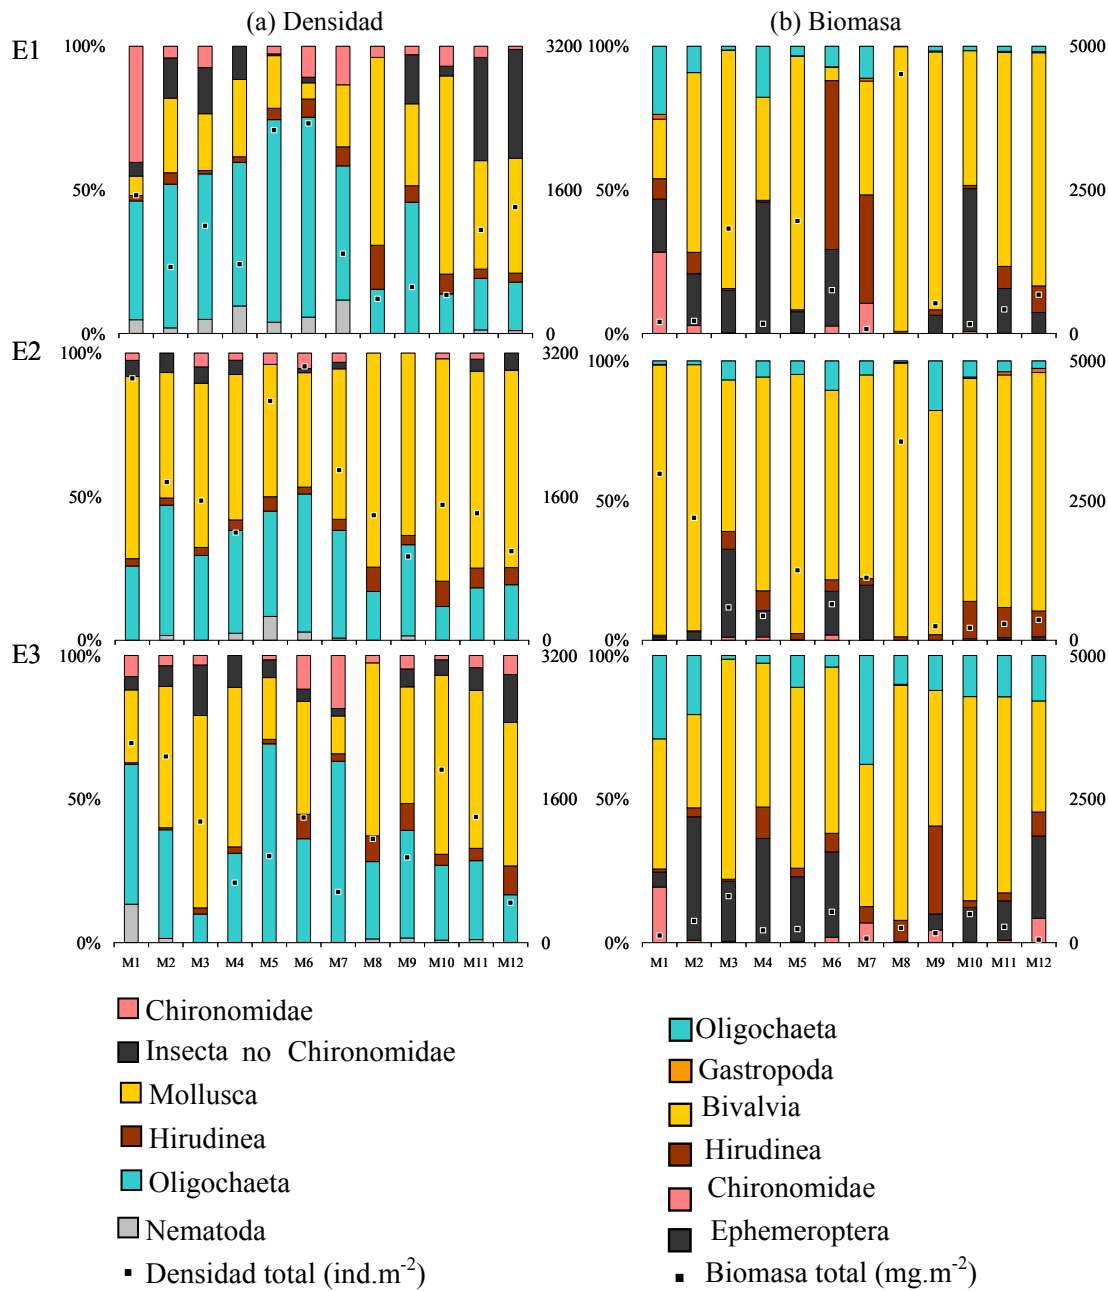 (a) Densidad (b) Biomasa
E1 100% 3200 100% 5000
50% 1600 50% 2500
0% 0 0% 0
E2 100% 3200 100% 5000
50% 1600 50% 2500
0% 0 0% 0
E3 100% 3200 100% 5000
50% 1600 50% 2500
0% 0 0% 0
M1 M2 M3 M4 M5 M6 M7 M8 M9 M10 M11 M12 M1 M2 M3 M4 M5 M6 M7 M8 M9 M10 M11 M12
Chironomidae
Insecta no Chironomidae
Mollusca
Hirudinea
Oligochaeta
Nematoda
Densidad total (ind.m⁻²)
Oligochaeta
Gastropoda
Bivalvia
Hirudinea
Chironomidae
Ephemeroptera
Biomasa total (mg.m⁻²)